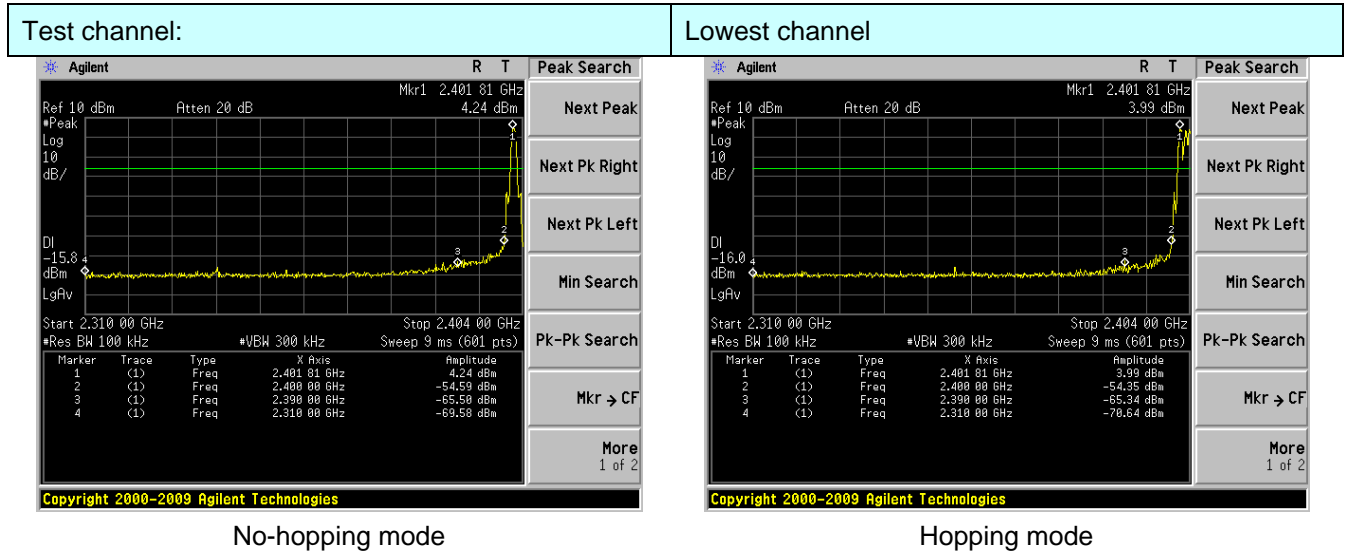 Test channel:
Lowest channel
Agilent R T Peak Search
Mkr1 2.401 81 GHz
Ref 10 dBm Atten 20 dB 4.24 dBm
#Peak
Log
10
dB/
DI
-15.8
dBm
LgAv
1
2
3
4
Start 2.310 00 GHz Stop 2.404 00 GHz
#Res BW 100 kHz #VBW 300 kHz Sweep 9 ms (601 pts)
Marker Trace Type X Axis Amplitude
1 (1) Freq 2.401 81 GHz 4.24 dBm
2 (1) Freq 2.400 00 GHz -54.59 dBm
3 (1) Freq 2.390 00 GHz -65.50 dBm
4 (1) Freq 2.310 00 GHz -69.58 dBm
Next Peak
Next Pk Right
Next Pk Left
Min Search
Pk-Pk Search
Mkr → CF
More
1 of 2
Copyright 2000-2009 Agilent Technologies
No-hopping mode
Agilent R T Peak Search
Mkr1 2.401 81 GHz
Ref 10 dBm Atten 20 dB 3.99 dBm
#Peak
Log
10
dB/
DI
-16.0
dBm
LgAv
1
2
3
4
Start 2.310 00 GHz Stop 2.404 00 GHz
#Res BW 100 kHz #VBW 300 kHz Sweep 9 ms (601 pts)
Marker Trace Type X Axis Amplitude
1 (1) Freq 2.401 81 GHz 3.99 dBm
2 (1) Freq 2.400 00 GHz -54.35 dBm
3 (1) Freq 2.390 00 GHz -65.34 dBm
4 (1) Freq 2.310 00 GHz -70.64 dBm
Next Peak
Next Pk Right
Next Pk Left
Min Search
Pk-Pk Search
Mkr → CF
More
1 of 2
Copyright 2000-2009 Agilent Technologies
Hopping mode